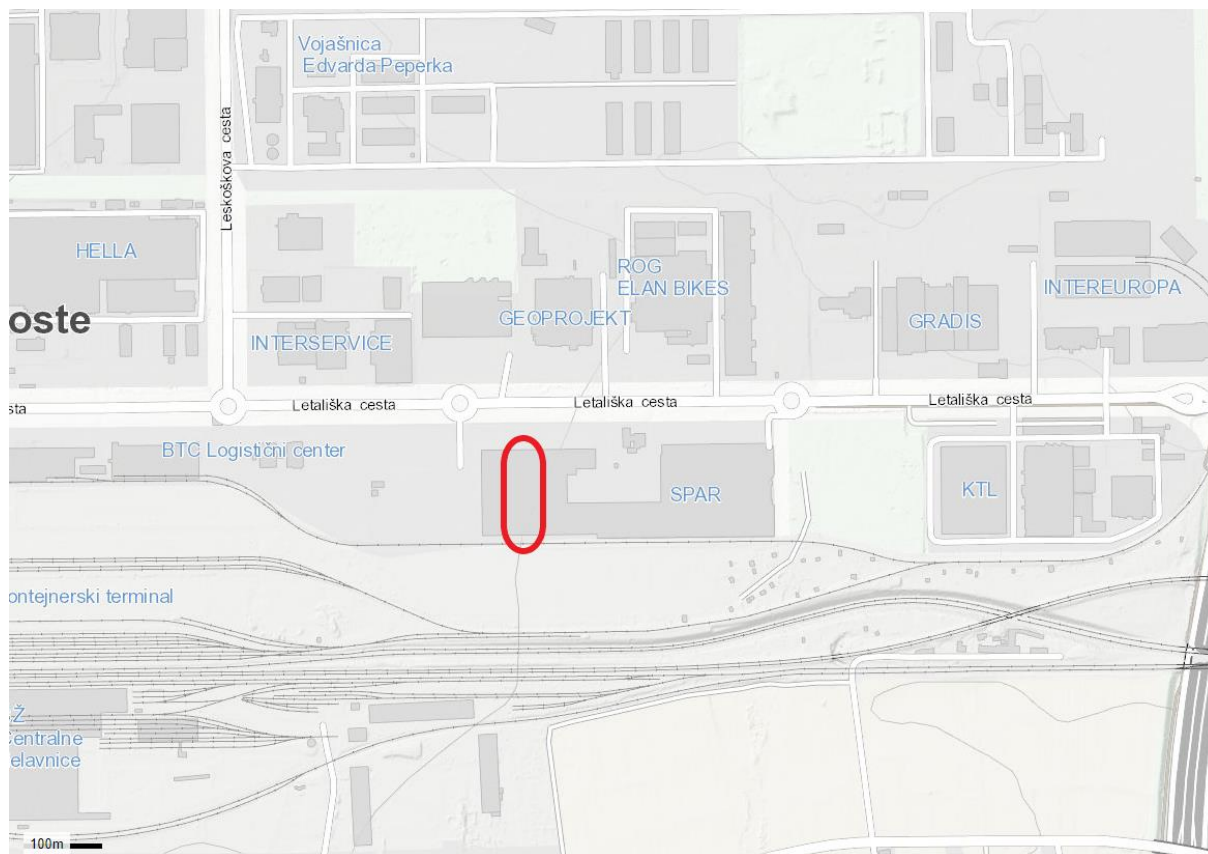 Vojašnica
Edvarda Peperka
Leskoškova cesta
HELLA
ROG
ELAN BIKES
INTEREUROPA
oste
GEOPROJEKT
GRADIS
INTERSERVICE
sta
Letališka cesta
Letališka cesta
Letališka cesta
BTC Logistični center
SPAR
KTL
ontejnerski terminal
Ž
Centralne
elavnice
100m